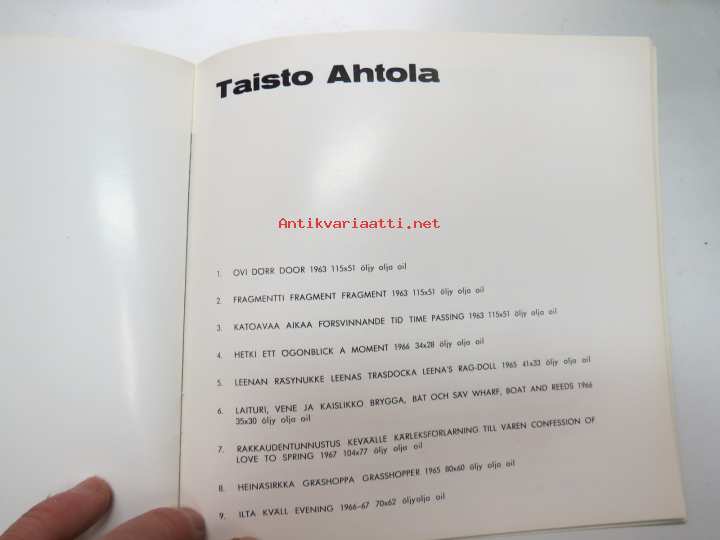 Taisto Ahtola
Antikvariaatti.net
1. OVI DÖRR DOOR 1963 115x51 öljy olja oil
2. FRAGMENTTI FRAGMENT FRAGMENT 1963 115x51 öljy olja oil
3. KATOAVAA AIKAA FÖRSVINNANDE TID TIME PASSING 1963 115x51 öljy olja oil
4. HETKI ETT ÖGONBLICK A MOMENT 1966 34x28 öljy olja oil
5. LEENAN RÄSYNUKKE LEENAS TRASDOCKA LEENA'S RAG-DOLL 1965 41x33 öljy olja oil
6. LAITURI, VENE JA KAISLIKKO BRYGGA, BÅT OCH SÄV WHARF, BOAT AND REEDS 1966
35x30 öljy olja oil
7. RAKKAUDENTUNNUSTUS KEVÄÄLLE KÄRLEKSFÖRLARNING TILL VÅREN CONFESSION OF
LOVE TO SPRING 1967 104x77 öljy olja oil
8. HEINÄSIRKKA GRÄSHOPPA GRASSHOPPER 1965 80x60 öljy olja oil
9. ILTA KVÄLL EVENING 1966–67 70x62 öljyolja oil